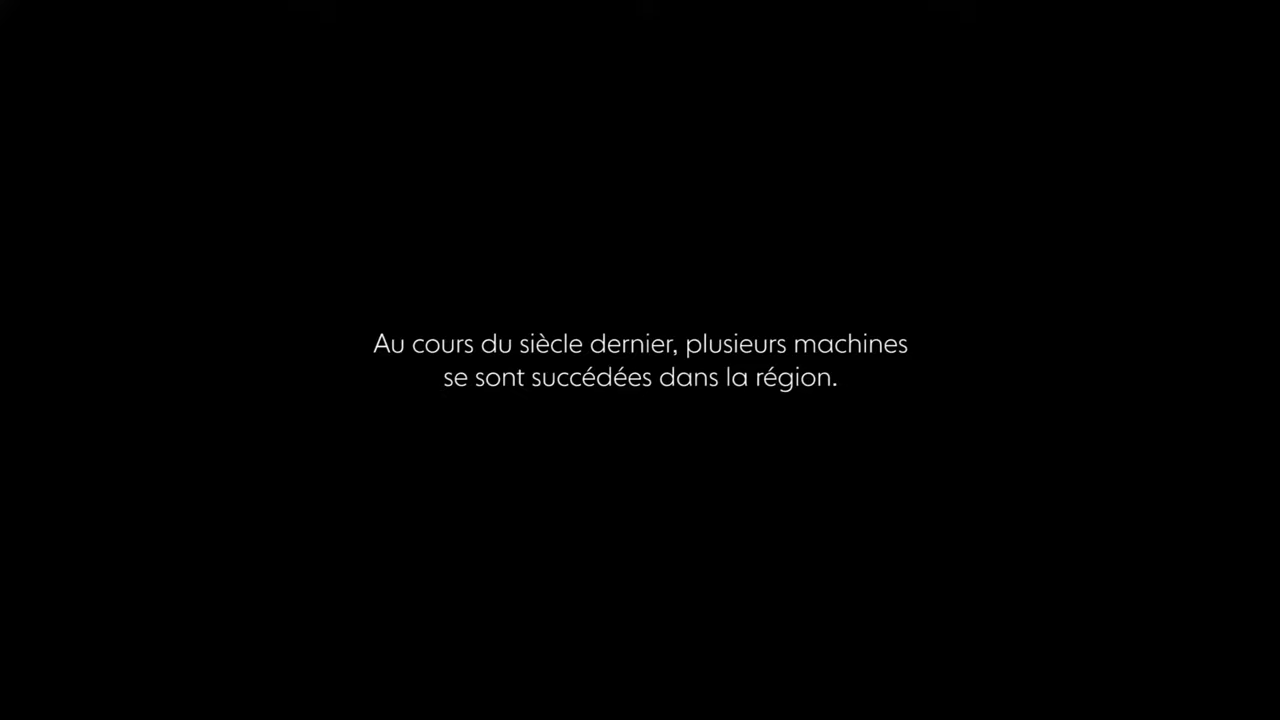 Au cours du siècle dernier, plusieurs machines
se sont succédées dans la région.